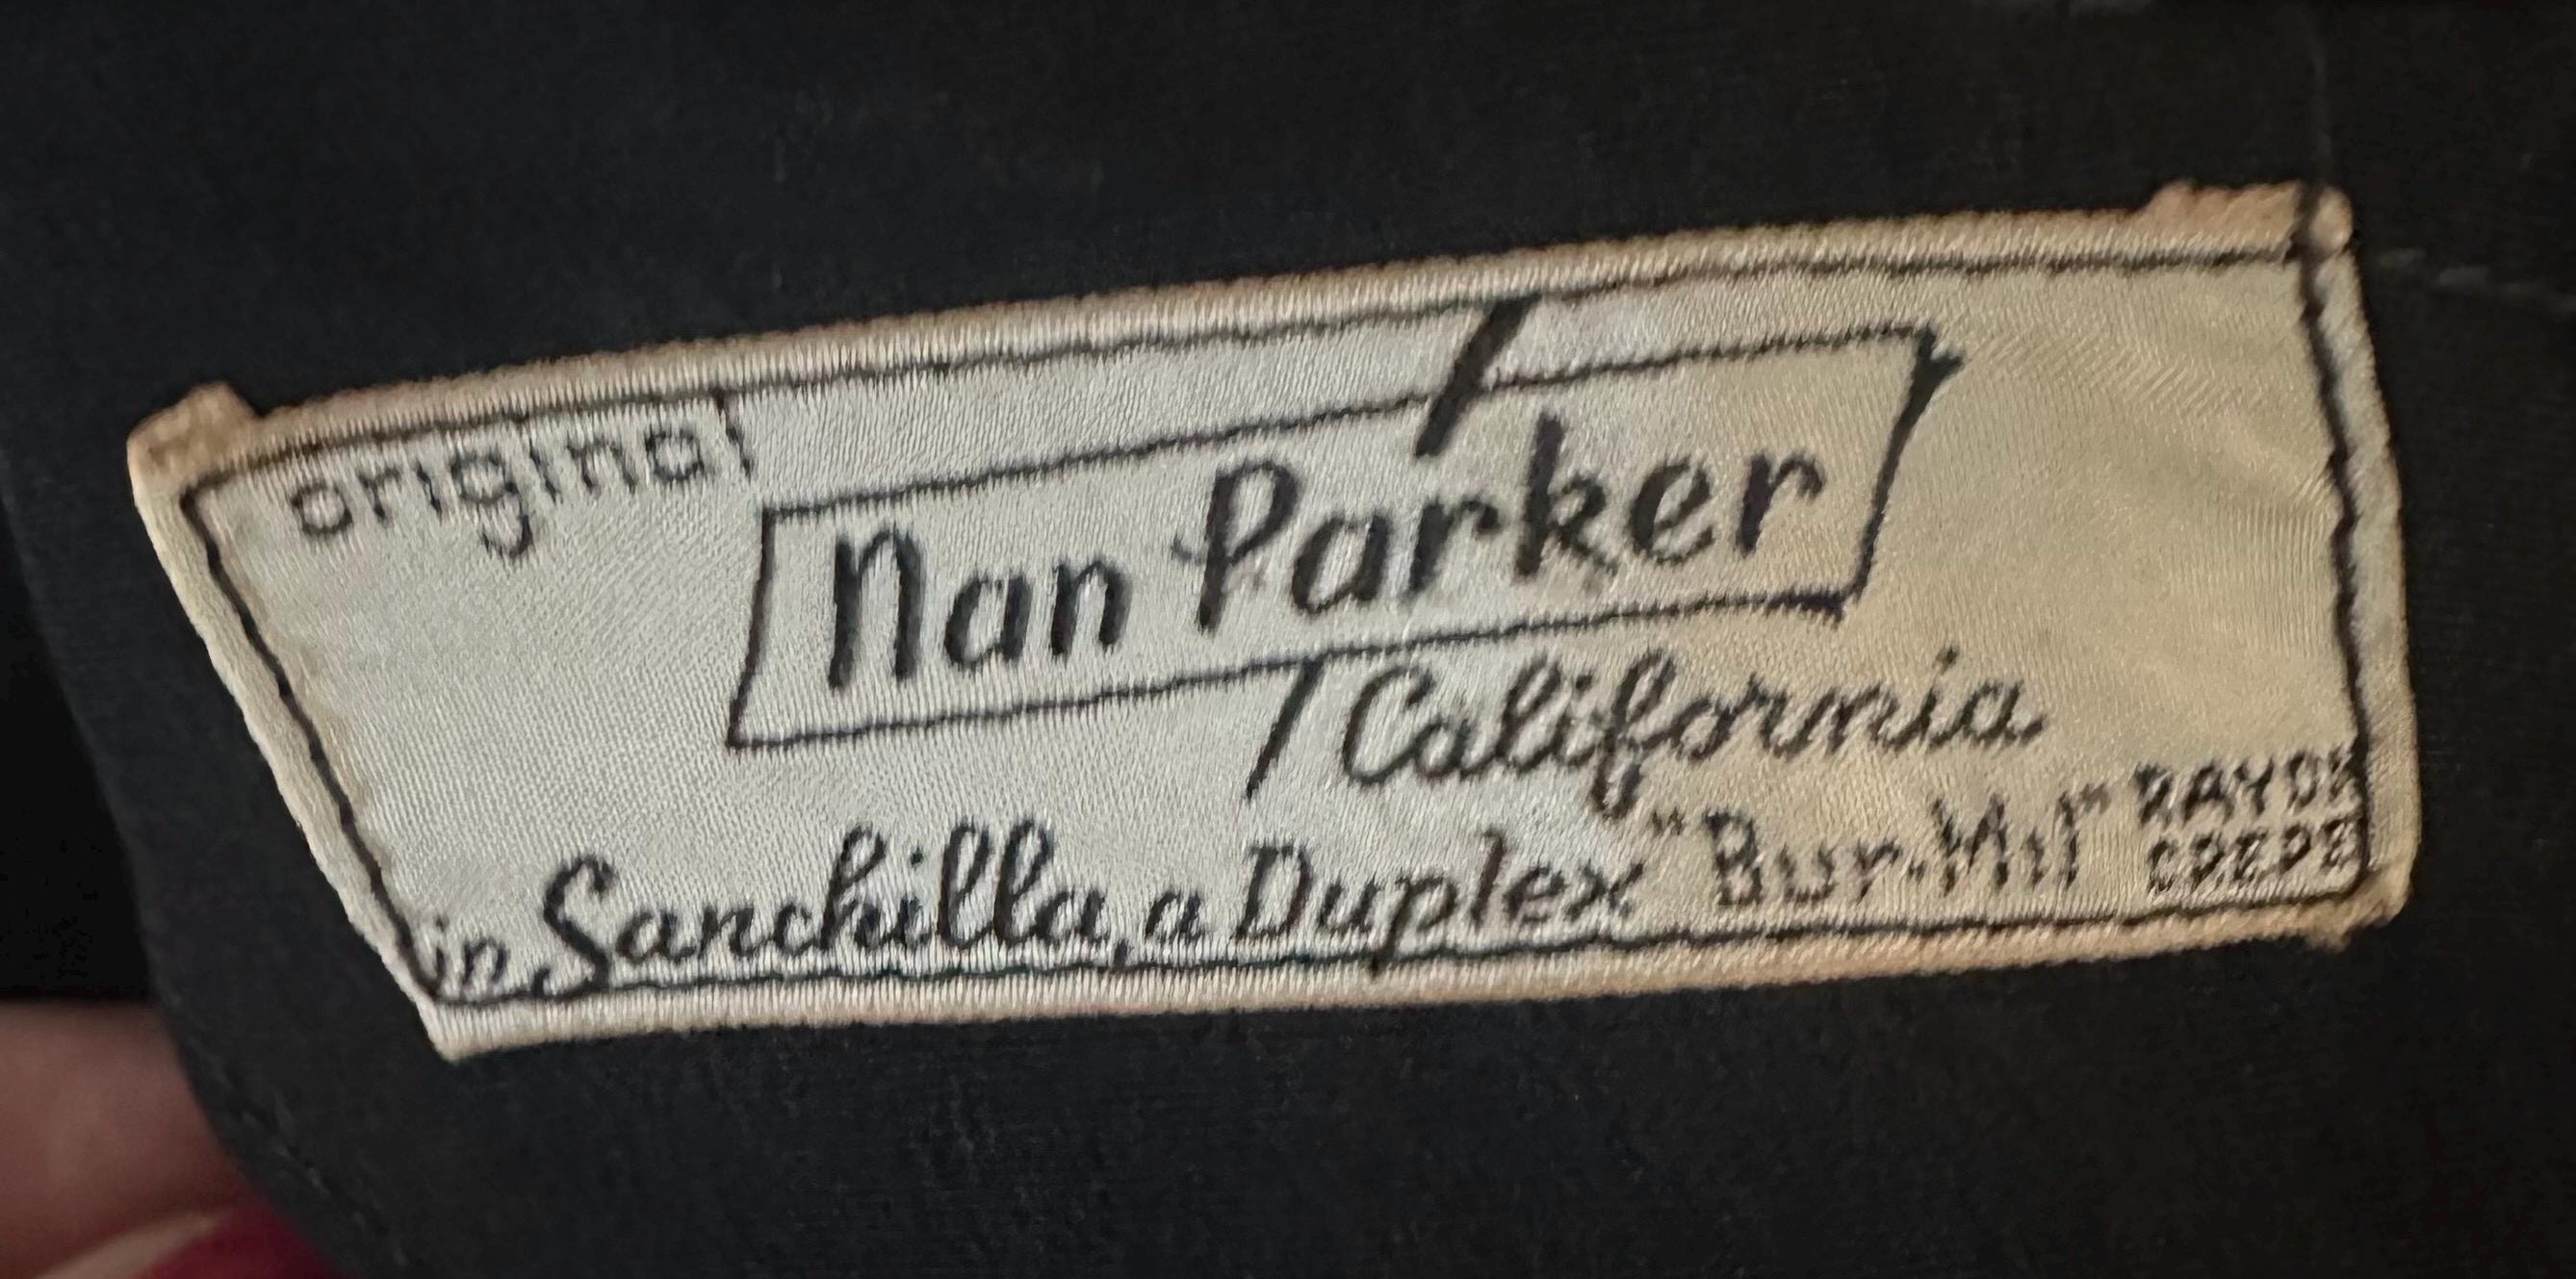 original
Nan Parker
California
in Sanchilla, a Duplex "Bur-Mil" RAYON
CREPE